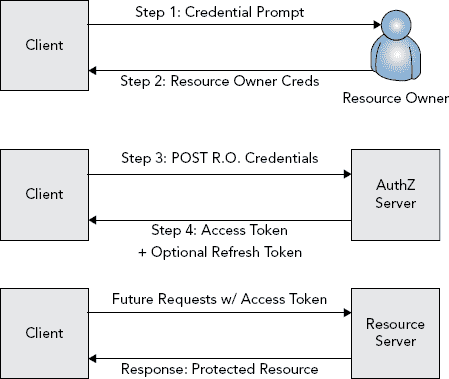 Client
Step 1: Credential Prompt
Step 2: Resource Owner Creds
Resource Owner
Client
Step 3: POST R.O. Credentials
AuthZ
Server
Step 4: Access Token
+ Optional Refresh Token
Client
Future Requests w/ Access Token
Resource
Server
Response: Protected Resource